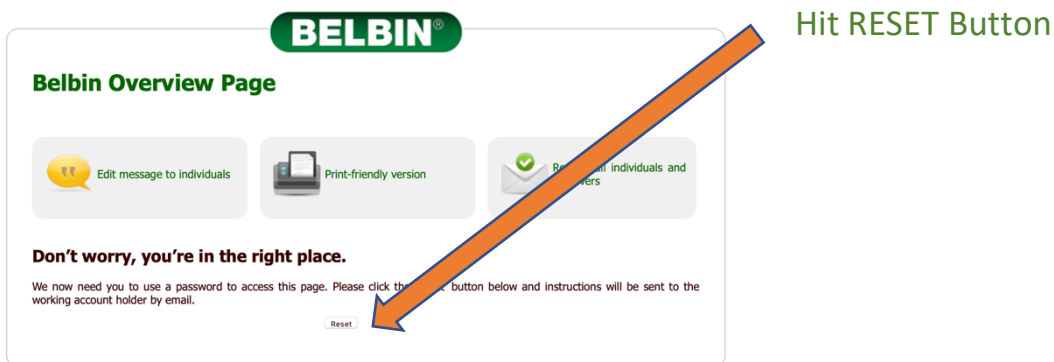 Hit RESET Button
BELBIN®
Belbin Overview Page
Edit message to individuals
Print-friendly version
individuals and
Don't worry, you're in the right place.
We now need you to use a password to access this page. Please click button below and instructions will be sent to the
working account holder by email.
Reset